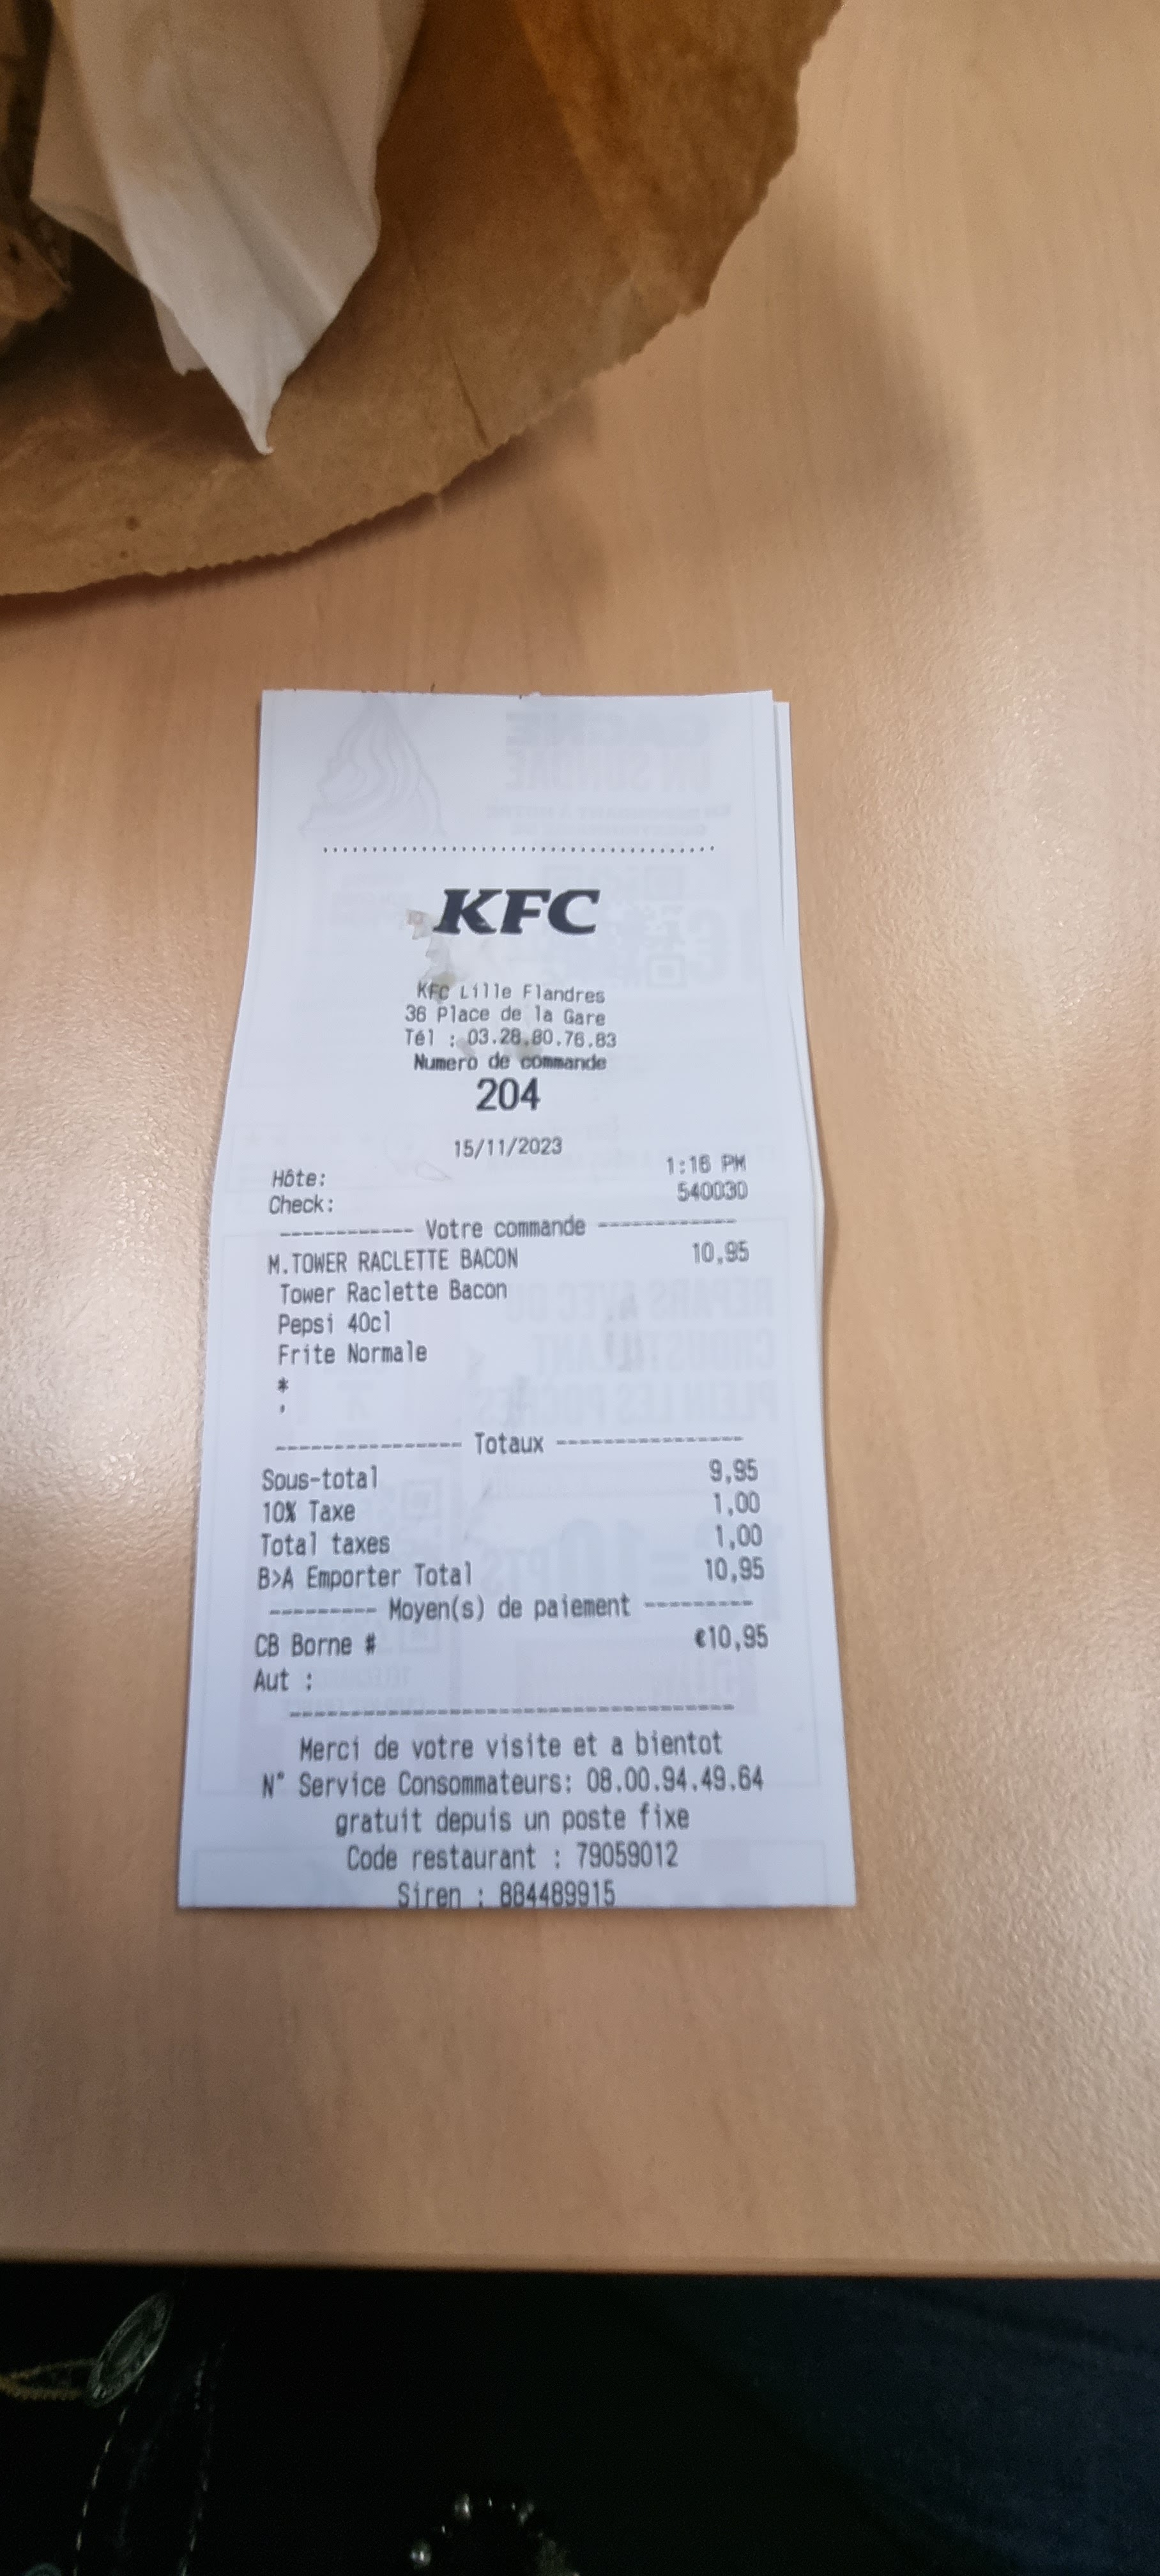 KFC
KFC Lille Flandres
36 Place de la Gare
Tél : 03.28.80.76.83
Numero de commande
204
15/11/2023
Hôte: 1:16 PM
Check: 540030
------------ Votre commande ------------
M.TOWER RACLETTE BACON 10,95
Tower Raclette Bacon
Pepsi 40cl
Frite Normale
*
,
---------------- Totaux ----------------
Sous-total 9,95
10% Taxe 1,00
Total taxes 1,00
B>A Emporter Total 10,95
--------- Moyen(s) de paiement ---------
CB Borne # €10,95
Aut :
Merci de votre visite et a bientot
N° Service Consommateurs: 08.00.94.49.64
gratuit depuis un poste fixe
Code restaurant : 79059012
Siren : 884489915